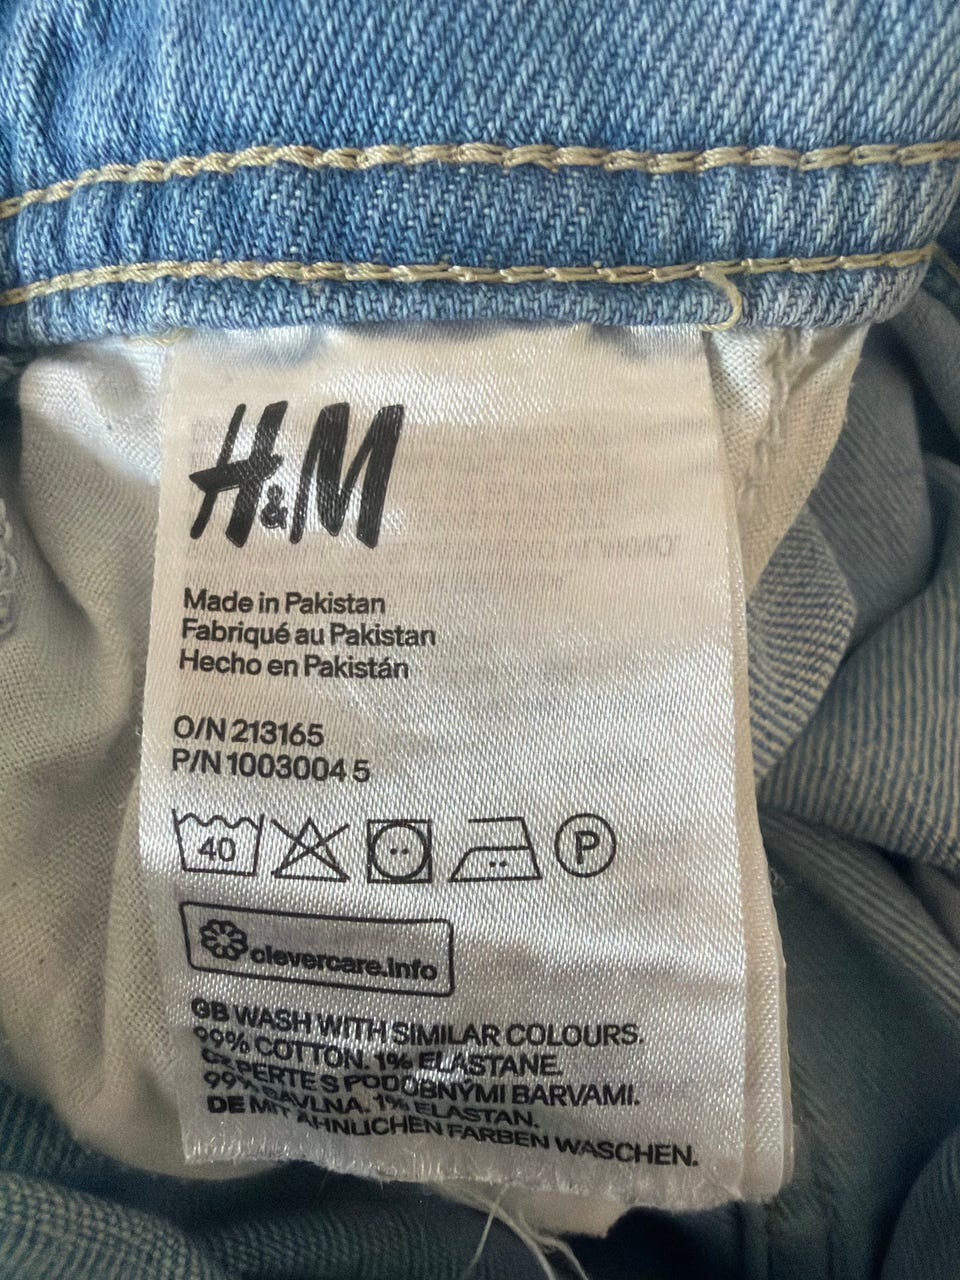 H&M
Made in Pakistan
Fabriqué au Pakistan
Hecho en Pakistán
O/N 213165
P/N 1003004 5
40
P
clevercare.info
GB WASH WITH SIMILAR COLOURS.
99% COTTON. 1% ELASTANE.
CZ PERTE S PODOBNÝMI BARVAMI.
99% BAVLNA. 1% ELASTAN.
DE MIT ÄHNLICHEN FARBEN WASCHEN.